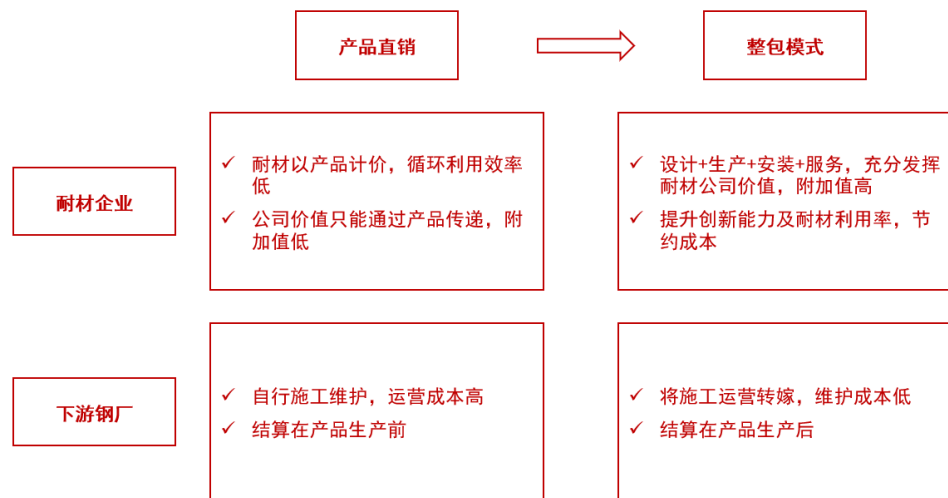 产品直销
整包模式
耐材企业
耐材以产品计价，循环利用效率
低
公司价值只能通过产品传递，附
加值低
设计+生产+安装+服务，充分发挥
耐材公司价值，附加值高
提升创新能力及耐材利用率，节
约成本
下游钢厂
自行施工维护，运营成本高
结算在产品生产前
将施工运营转嫁，维护成本低
结算在产品生产后